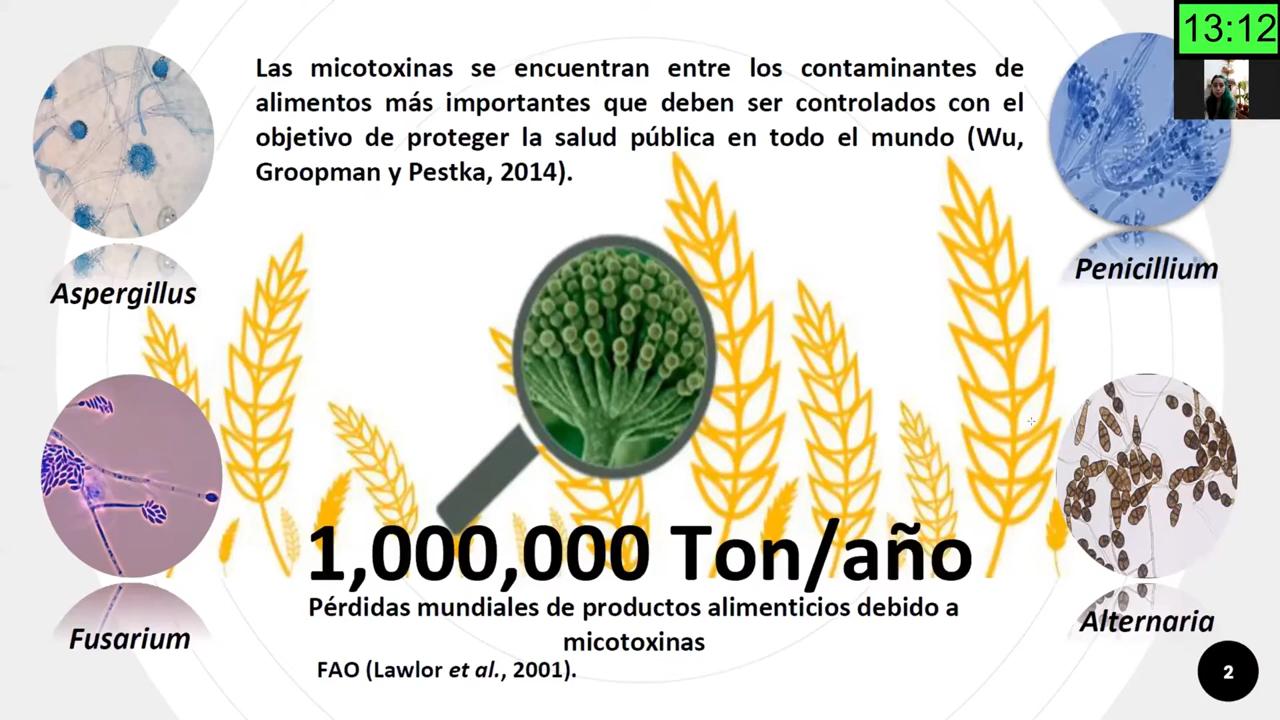 13:12
Las micotoxinas se encuentran entre los contaminantes de
alimentos más importantes que deben ser controlados con el
objetivo de proteger la salud pública en todo el mundo (Wu,
Groopman y Pestka, 2014).
Aspergillus
Penicillium
Fusarium
Alternaria
1,000,000 Ton/año
Pérdidas mundiales de productos alimenticios debido a
micotoxinas
FAO (Lawlor et al., 2001).
2